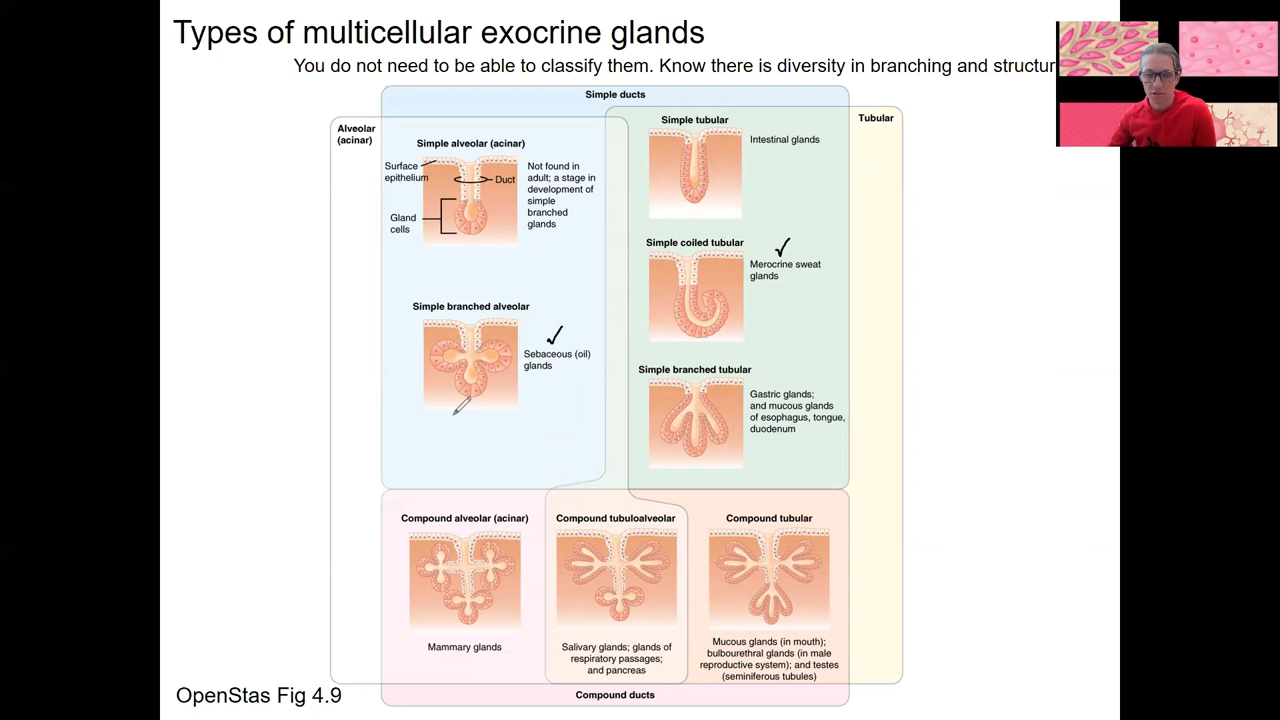 Types of multicellular exocrine glands
You do not need to be able to classify them. Know there is diversity in branching and structur
Simple ducts
Alveolar
(acinar)
Tubular
Simple alveolar (acinar)
Surface
epithelium
Duct
Gland
cells
Not found in
adult; a stage in
development of
simple
branched
glands
Simple tubular
Intestinal glands
Simple coiled tubular
Merocrine sweat
glands
Simple branched alveolar
Sebaceous (oil)
glands
Simple branched tubular
Gastric glands;
and mucous glands
of esophagus, tongue,
duodenum
Compound alveolar (acinar)
Mammary glands
Compound tubuloalveolar
Salivary glands; glands of
respiratory passages;
and pancreas
Compound tubular
Mucous glands (in mouth);
bulbourethral glands (in male
reproductive system); and testes
(seminiferous tubules)
Compound ducts
OpenStas Fig 4.9